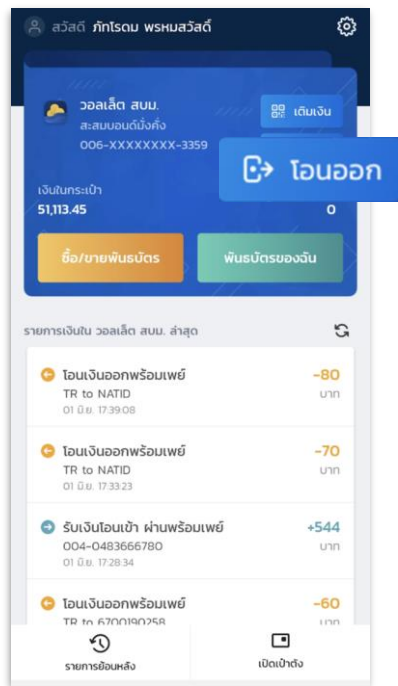 สวัสดี ภัทโรดม พรหมสวัสดิ์
วอลเล็ต สบม.
สะสมบอนด์มั่งคั่ง
006-XXXXXXXX-3359
เติมเงิน
โอนออก
เงินในกระเป๋า
51,113.45
0
ซื้อ/ขายพันธบัตร
พันธบัตรของฉัน
รายการเงินใน วอลเล็ต สบม. ล่าสุด
โอนเงินออกพร้อมเพย์
-80
TR to NATID
บาท
01 มิ.ย. 17:39:08
โอนเงินออกพร้อมเพย์
-70
TR to NATID
บาท
01 มิ.ย. 17:33:23
รับเงินโอนเข้า ผ่านพร้อมเพย์
+544
004-0483666780
บาท
01 มิ.ย. 17:28:34
โอนเงินออกพร้อมเพย์
-60
TR to 6700190258
บาท
รายการย้อนหลัง
เปิดเป๋าตัง